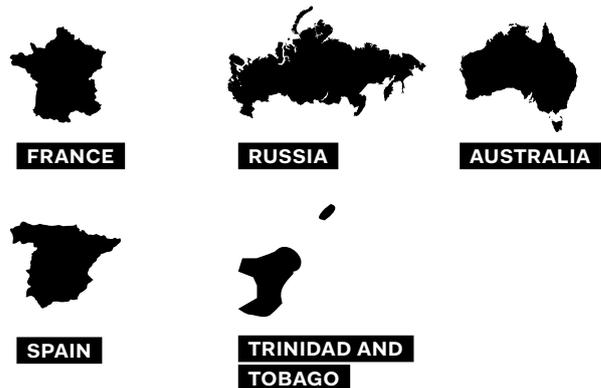 FRANCE
RUSSIA
AUSTRALIA
SPAIN
TRINIDAD AND
TOBAGO